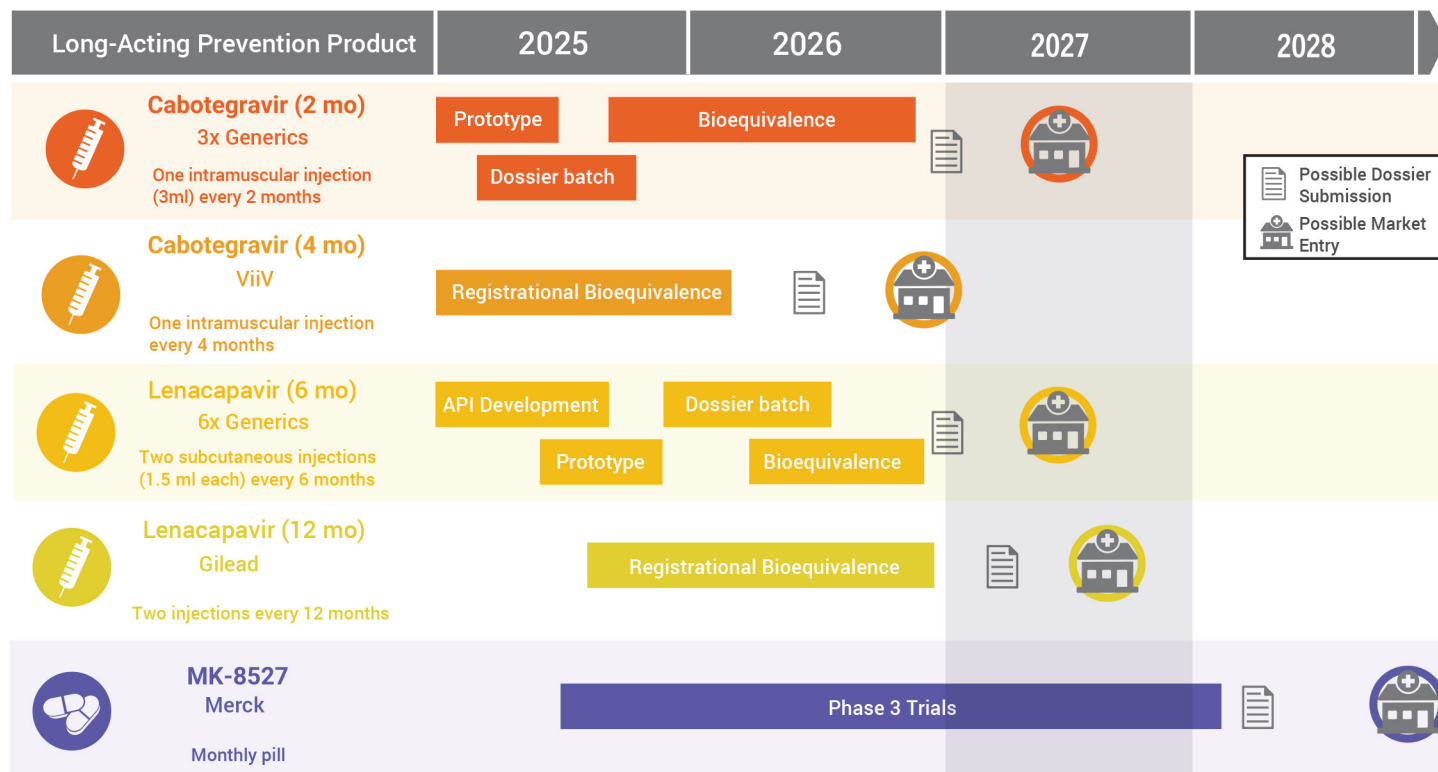 Long-Acting Prevention Product
2025
2026
2027
2028
Cabotegravir (2 mo)
3x Generics
One intramuscular injection
(3ml) every 2 months
Prototype
Bioequivalence
Dossier batch
Possible Dossier
Submission
Possible Market
Entry
Cabotegravir (4 mo)
ViiV
One intramuscular injection
every 4 months
Registrational Bioequivalence
Lenacapavir (6 mo)
6x Generics
Two subcutaneous injections
(1.5 ml each) every 6 months
API Development
Dossier batch
Prototype
Bioequivalence
Lenacapavir (12 mo)
Gilead
Two injections every 12 months
Registrational Bioequivalence
MK-8527
Merck
Monthly pill
Phase 3 Trials